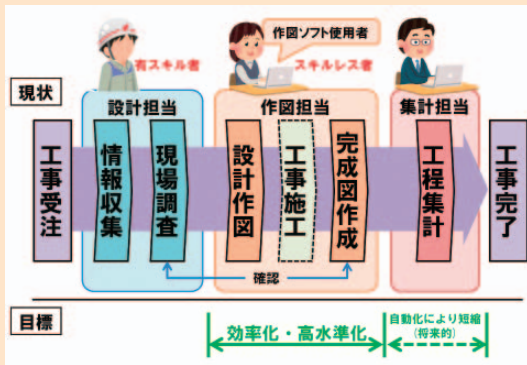 作図ソフト使用者
有スキル者
スキルレス者
現状
設計担当
作図担当
集計担当
工事受注
情報収集
現場調査
設計作図
工事施工
完成図作成
工程集計
工事完了
確認
目標
効率化・高水準化
自動化により短縮
(将来的)